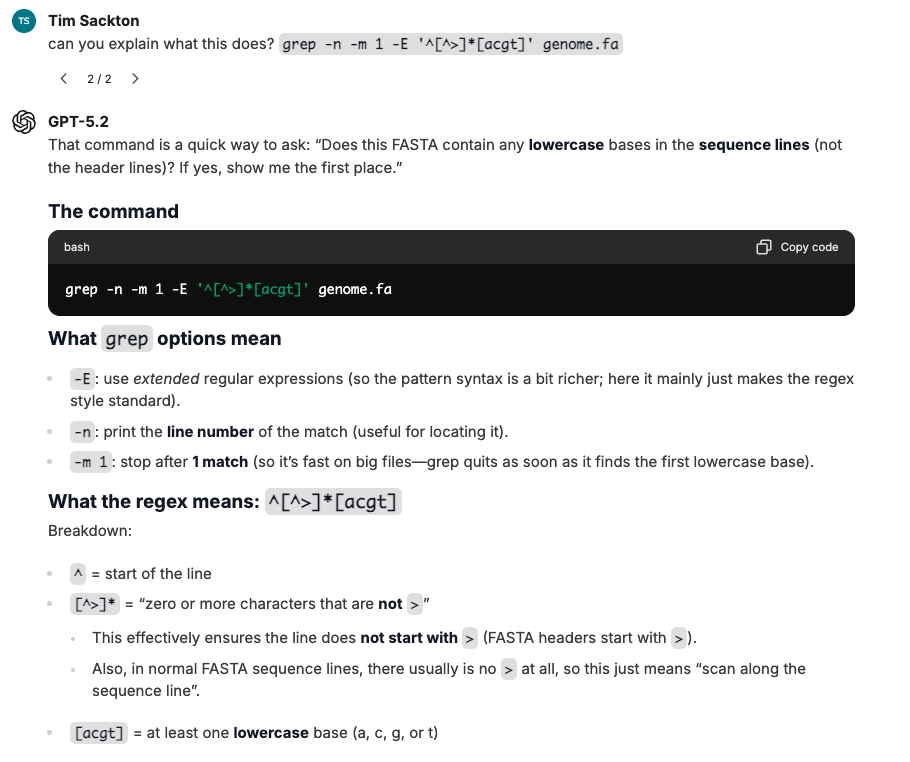 TS Tim Sackton
can you explain what this does? grep -n -m 1 -E '^[^>]*[acgt]' genome.fa
< 2 / 2 >
GPT-5.2
That command is a quick way to ask: “Does this FASTA contain any lowercase bases in the sequence lines (not
the header lines)? If yes, show me the first place.”
The command
bash Copy code
grep -n -m 1 -E '^[^>]*[acgt]' genome.fa
What grep options mean
• -E: use extended regular expressions (so the pattern syntax is a bit richer; here it mainly just makes the regex
style standard).
• -n: print the line number of the match (useful for locating it).
• -m 1: stop after 1 match (so it’s fast on big files—grep quits as soon as it finds the first lowercase base).
What the regex means: ^[^>]*[acgt]
Breakdown:
• ^ = start of the line
• [^>]* = “zero or more characters that are not >”
• This effectively ensures the line does not start with > (FASTA headers start with >).
• Also, in normal FASTA sequence lines, there usually is no > at all, so this just means “scan along the
sequence line”.
• [acgt] = at least one lowercase base (a, c, g, or t)